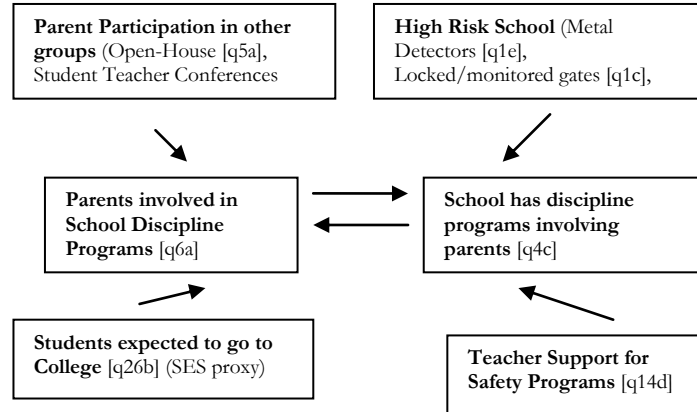 Parent Participation in other
groups (Open-House [q5a],
Student Teacher Conferences
High Risk School (Metal
Detectors [q1e],
Locked/monitored gates [q1c],
Parents involved in
School Discipline
Programs [q6a]
School has discipline
programs involving
parents [q4c]
Students expected to go to
College [q26b] (SES proxy)
Teacher Support for
Safety Programs [q14d]